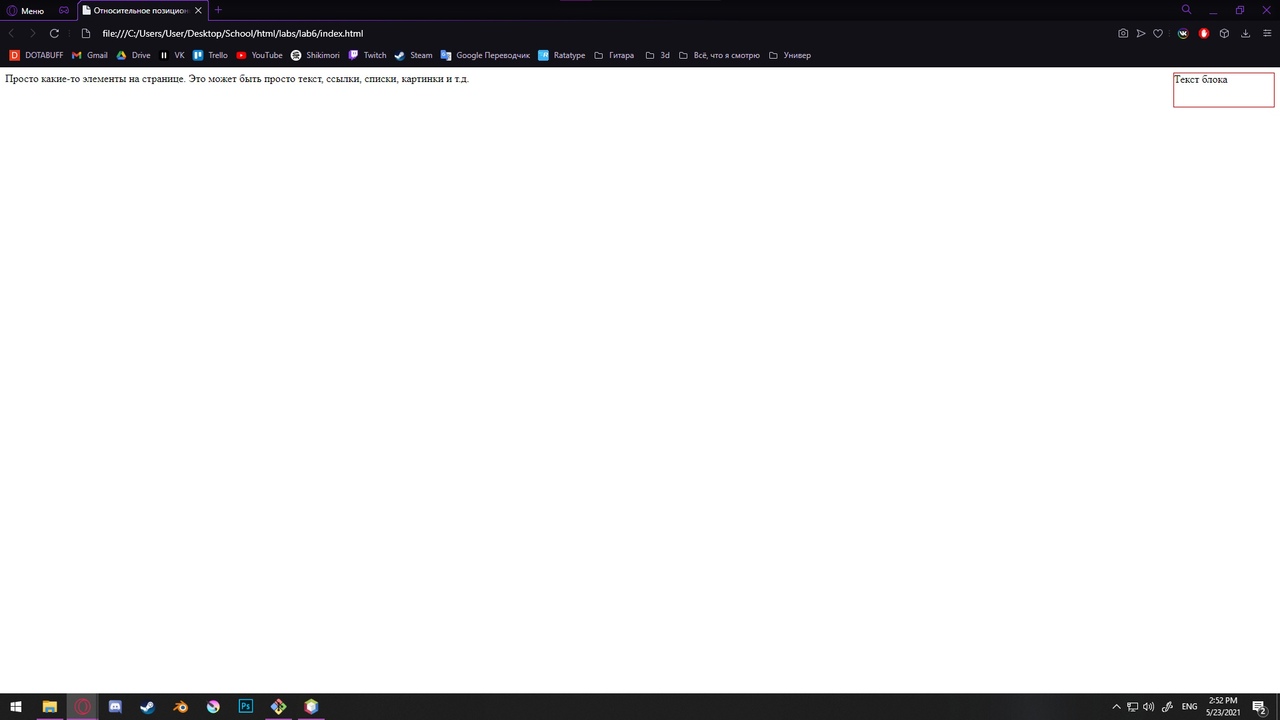 Меню
Относительное позицион
file:///C:/Users/User/Desktop/School/html/labs/lab6/index.html
DOTABUFF Gmail Drive VK Trello YouTube Shikimori Twitch Steam Google Переводчик Ratatype Гитара 3d Всё, что я смотрю Универ
Просто какие-то элементы на странице. Это может быть просто текст, ссылки, списки, картинки и т.д.
Текст блока
Ps
ENG
2:52 PM
5/23/2021
2